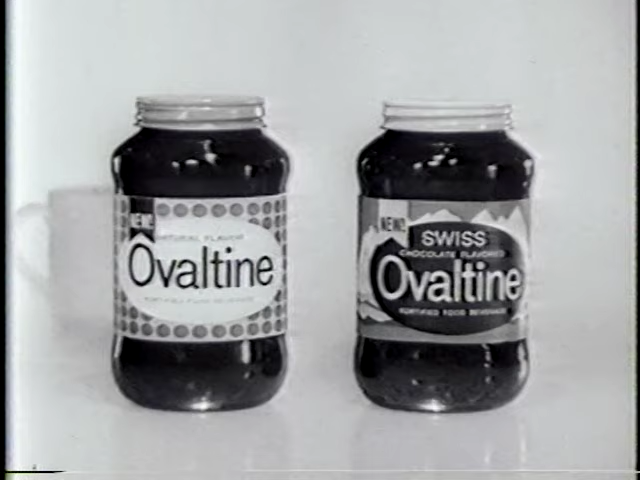 NEW!
NATURAL FLAVOR
Ovaltine
FORTIFIED FOOD BEVERAGE
NEW!
SWISS
CHOCOLATE FLAVORED
Ovaltine
FORTIFIED FOOD BEVERAGE